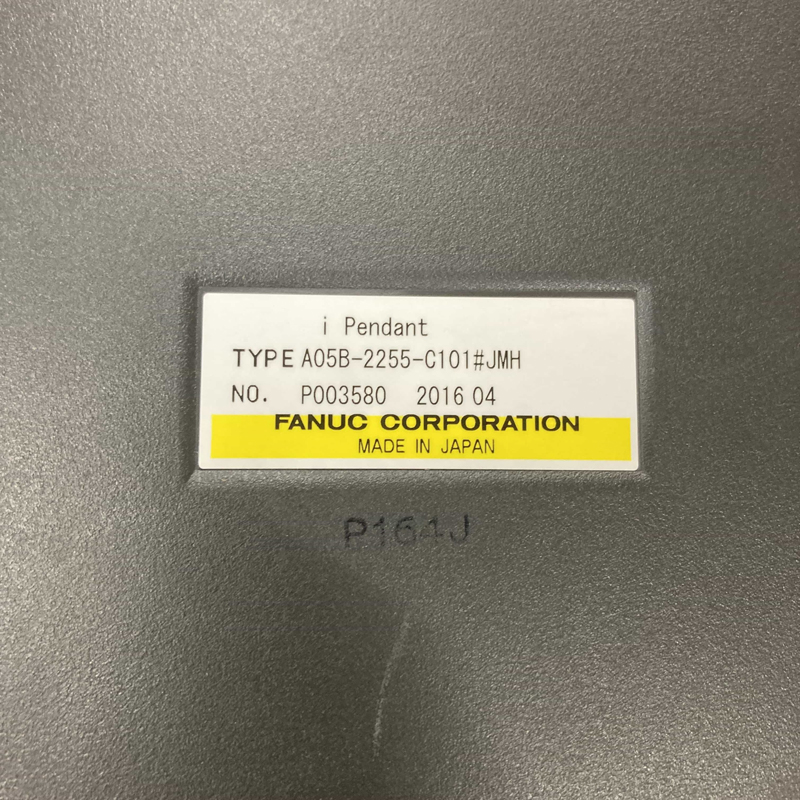 i Pendant
TYPE A05B-2255-C101#JMH
NO. P003580 2016 04
FANUC CORPORATION
MADE IN JAPAN
P164J